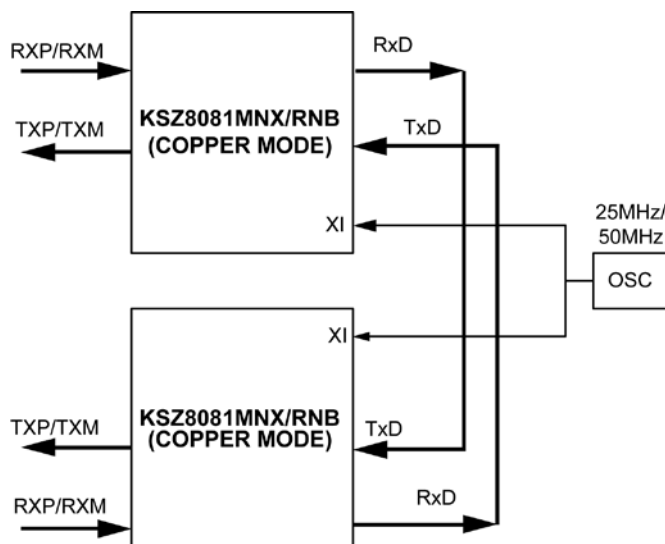 RXP/RXM
RxD
TXP/TXM
KSZ8081MNX/RNB
(COPPER MODE)
TxD
XI
25MHz/
50MHz
OSC
XI
KSZ8081MNX/RNB
(COPPER MODE)
TXP/TXM
TxD
RXP/RXM
RxD